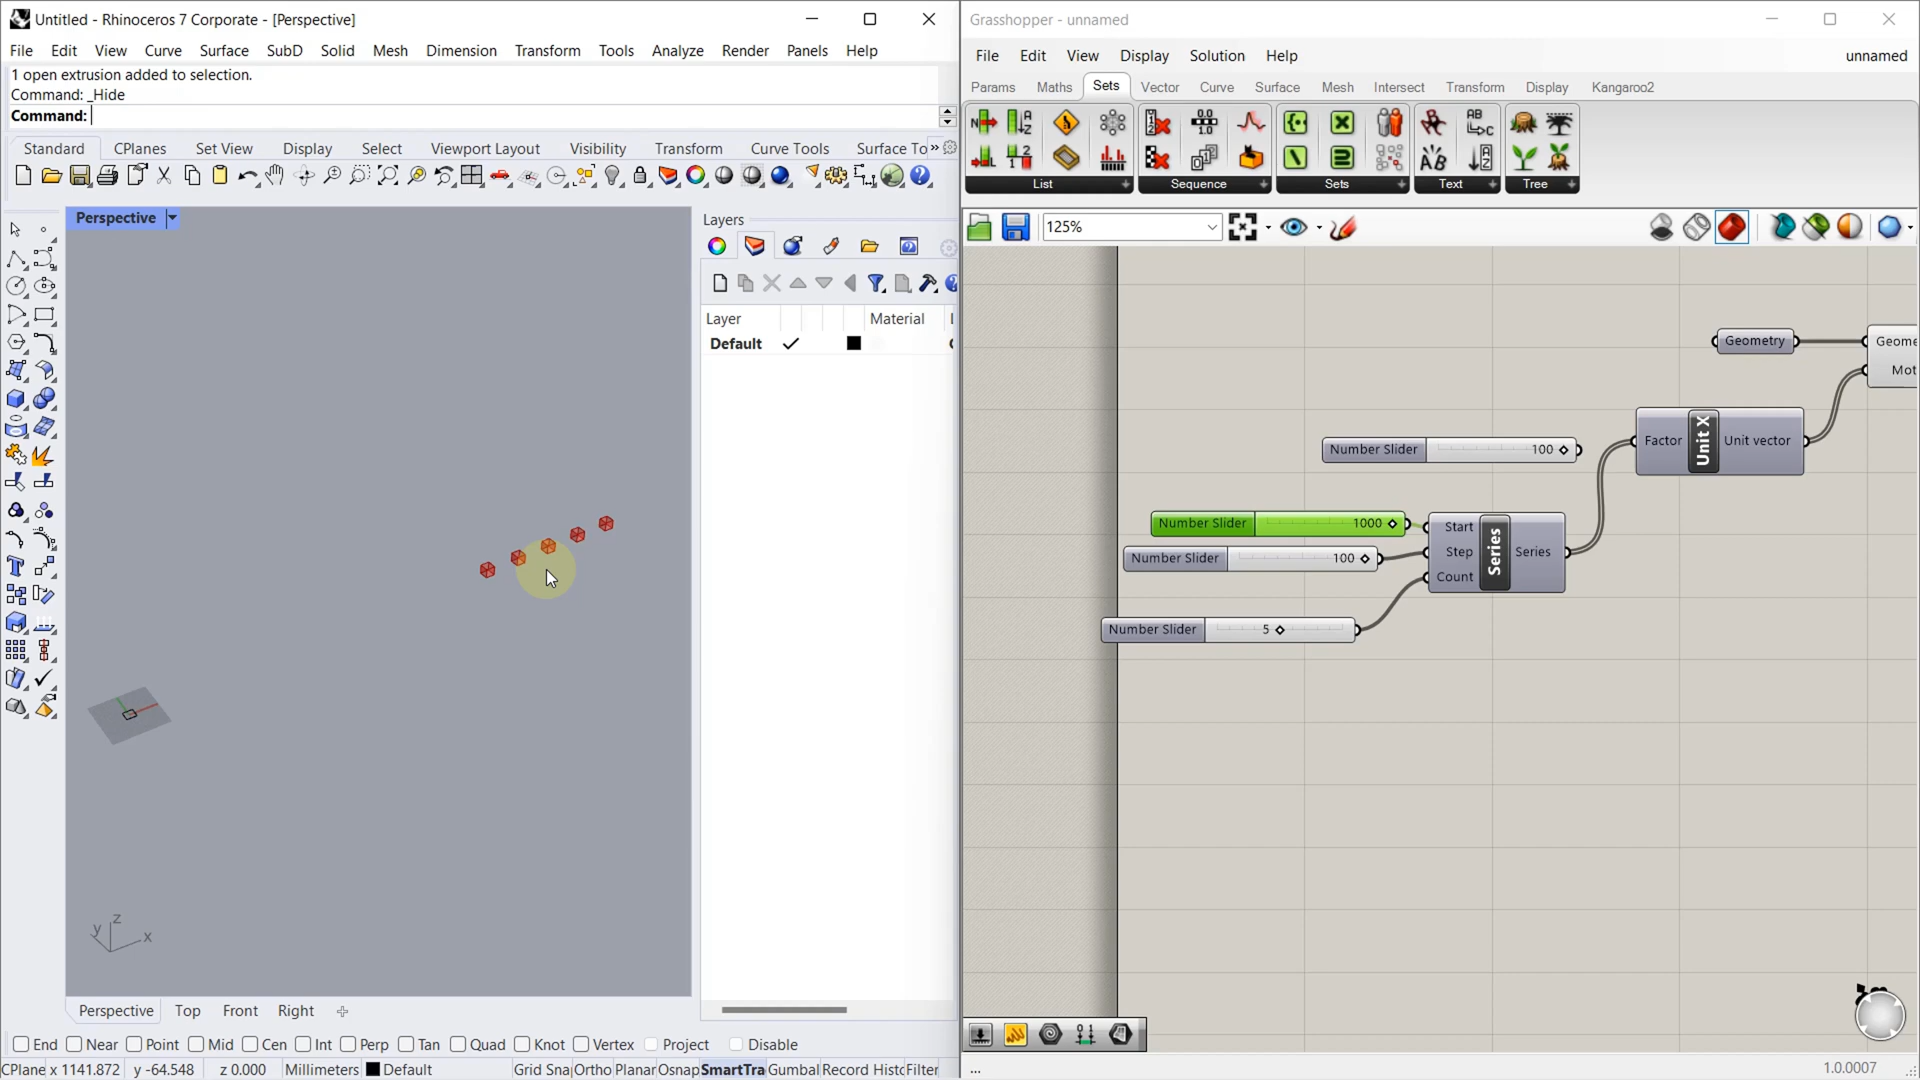 Untitled - Rhinoceros 7 Corporate - [Perspective]
File Edit View Curve Surface SubD Solid Mesh Dimension Transform Tools Analyze Render Panels Help
1 open extrusion added to selection.
Command: _Hide
Command:
Standard CPlanes Set View Display Select Viewport Layout Visibility Transform Curve Tools Surface To »
Perspective
Layers
Layer Material
Default
z
y x
Perspective Top Front Right
End Near Point Mid Cen Int Perp Tan Quad Knot Vertex Project Disable
CPlane x 1141.872 y -64.548 z 0.000 Millimeters Default Grid Sna Ortho Planar Osnap SmartTra Gumbal Record Histo Filter
Grasshopper - unnamed
File Edit View Display Solution Help unnamed
Params Maths Sets Vector Curve Surface Mesh Intersect Transform Display Kangaroo2
List Sequence Sets Text Tree
125%
Geometry Geome
Mot
Factor Unit X Unit vector
Number Slider 100
Number Slider 1000
Number Slider 100
Number Slider 5
Start
Step
Count
Series
Series
... 1.0.0007